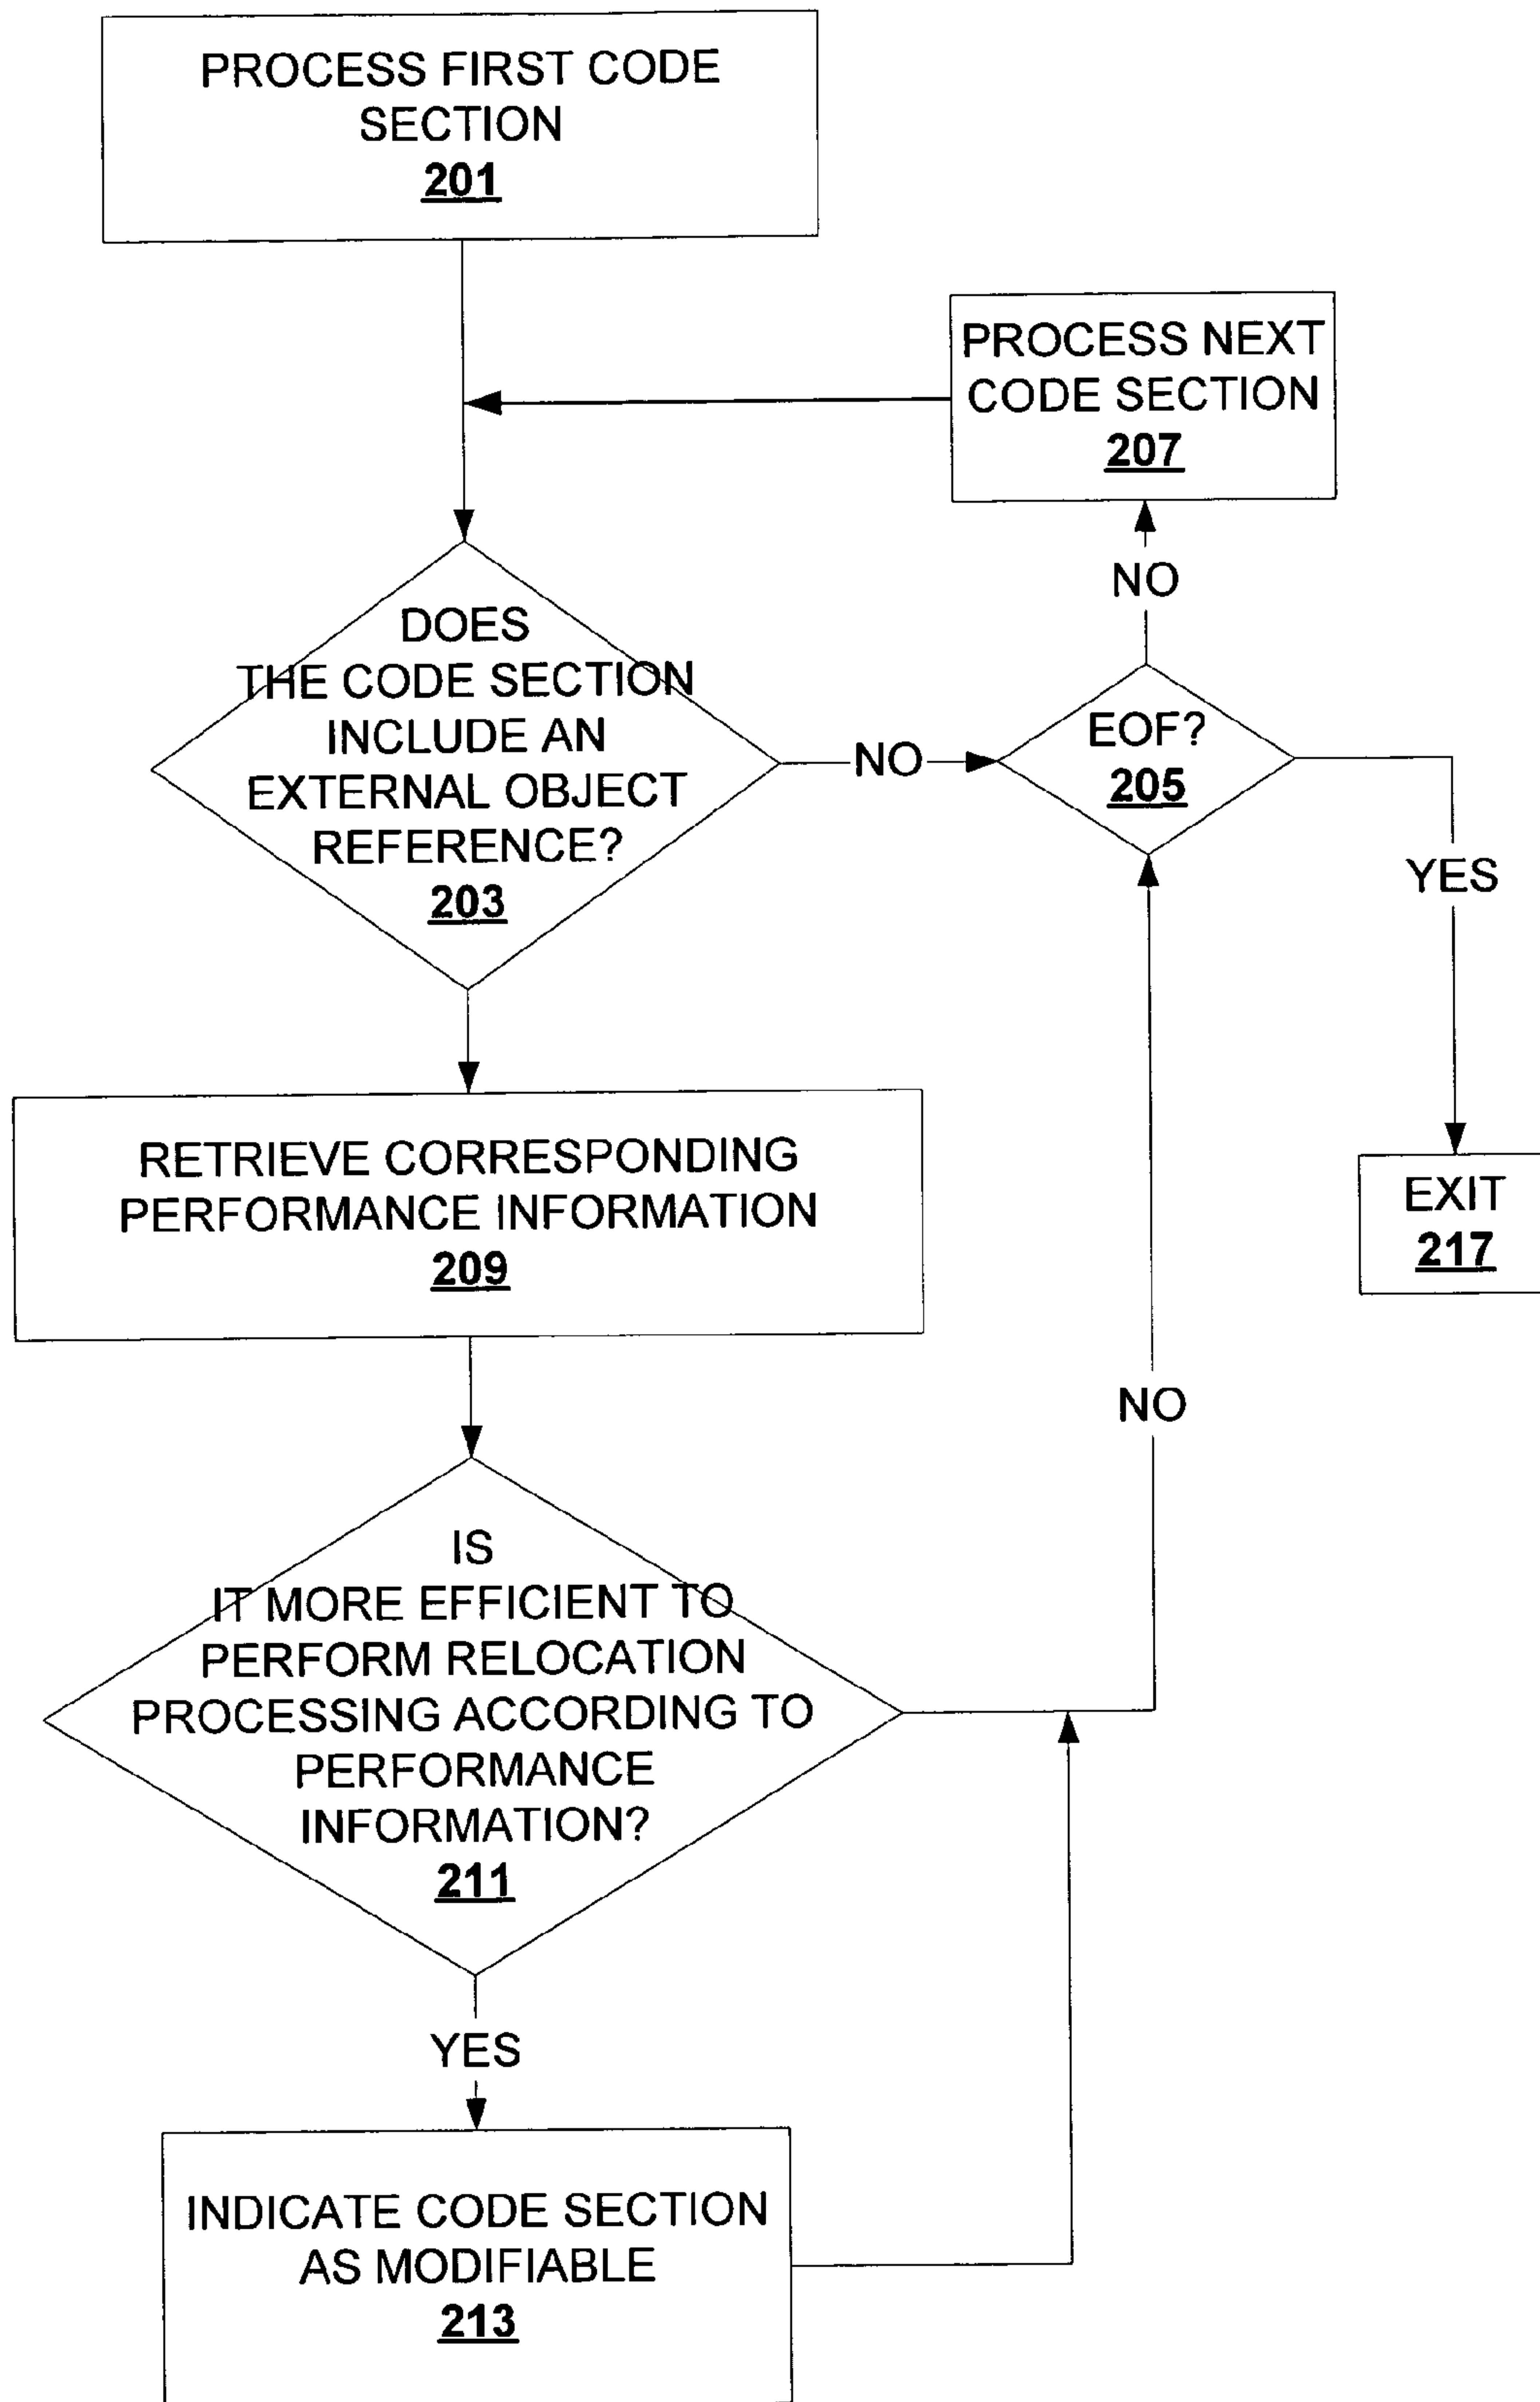 PROCESS FIRST CODE
SECTION
201
PROCESS NEXT
CODE SECTION
207
NO
DOES
THE CODE SECTION
INCLUDE AN
EXTERNAL OBJECT
REFERENCE?
203
NO
EOF?
205
YES
RETRIEVE CORRESPONDING
PERFORMANCE INFORMATION
209
EXIT
217
NO
IS
IT MORE EFFICIENT TO
PERFORM RELOCATION
PROCESSING ACCORDING TO
PERFORMANCE
INFORMATION?
211
YES
INDICATE CODE SECTION
AS MODIFIABLE
213